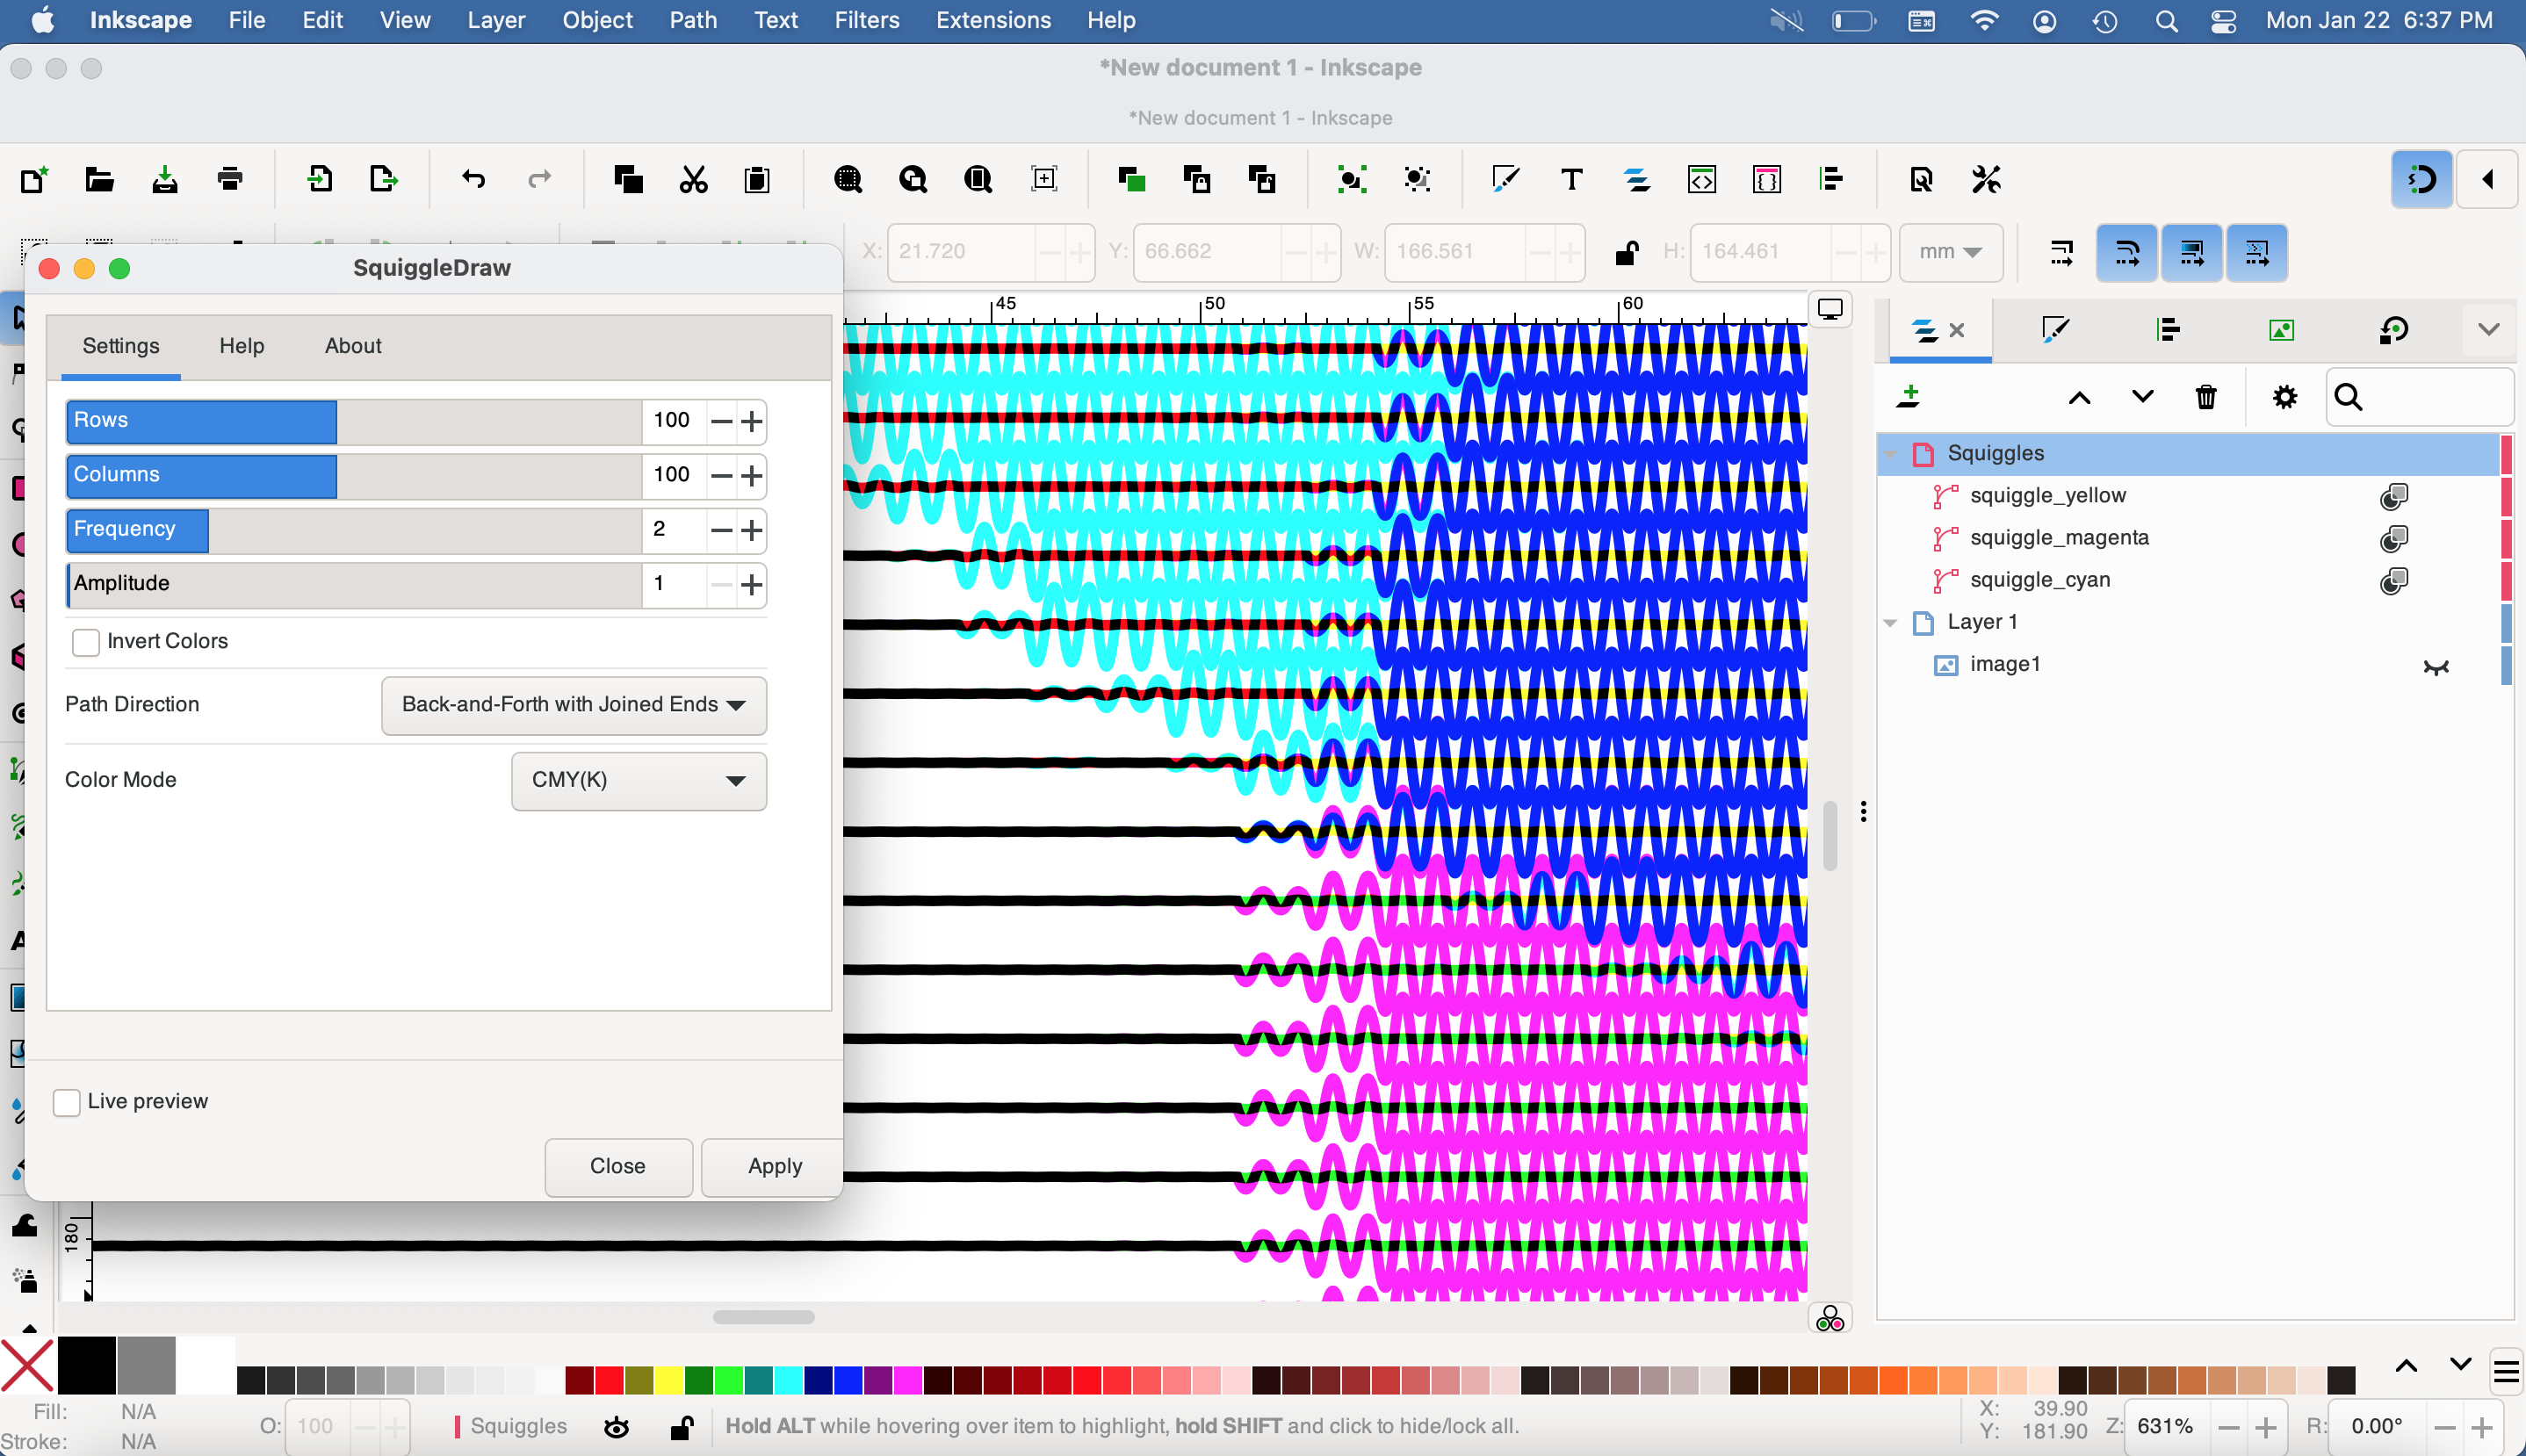 Inkscape File Edit View Layer Object Path Text Filters Extensions Help Mon Jan 22 6:37 PM
*New document 1 - Inkscape
*New document 1 - Inkscape
X: 21.720 Y: 66.662 W: 166.561 H: 164.461 mm
SquiggleDraw
45 50 55 60
Settings Help About
Rows 100
Columns 100
Frequency 2
Amplitude 1
Invert Colors
Path Direction Back-and-Forth with Joined Ends
Color Mode CMY(K)
Live preview
Close Apply
180
Squiggles
squiggle_yellow
squiggle_magenta
squiggle_cyan
Layer 1
image1
Fill: N/A
Stroke: N/A
O: 100
Squiggles
Hold ALT while hovering over item to highlight, hold SHIFT and click to hide/lock all.
X: 39.90
Y: 181.90
Z: 631%
R: 0.00°